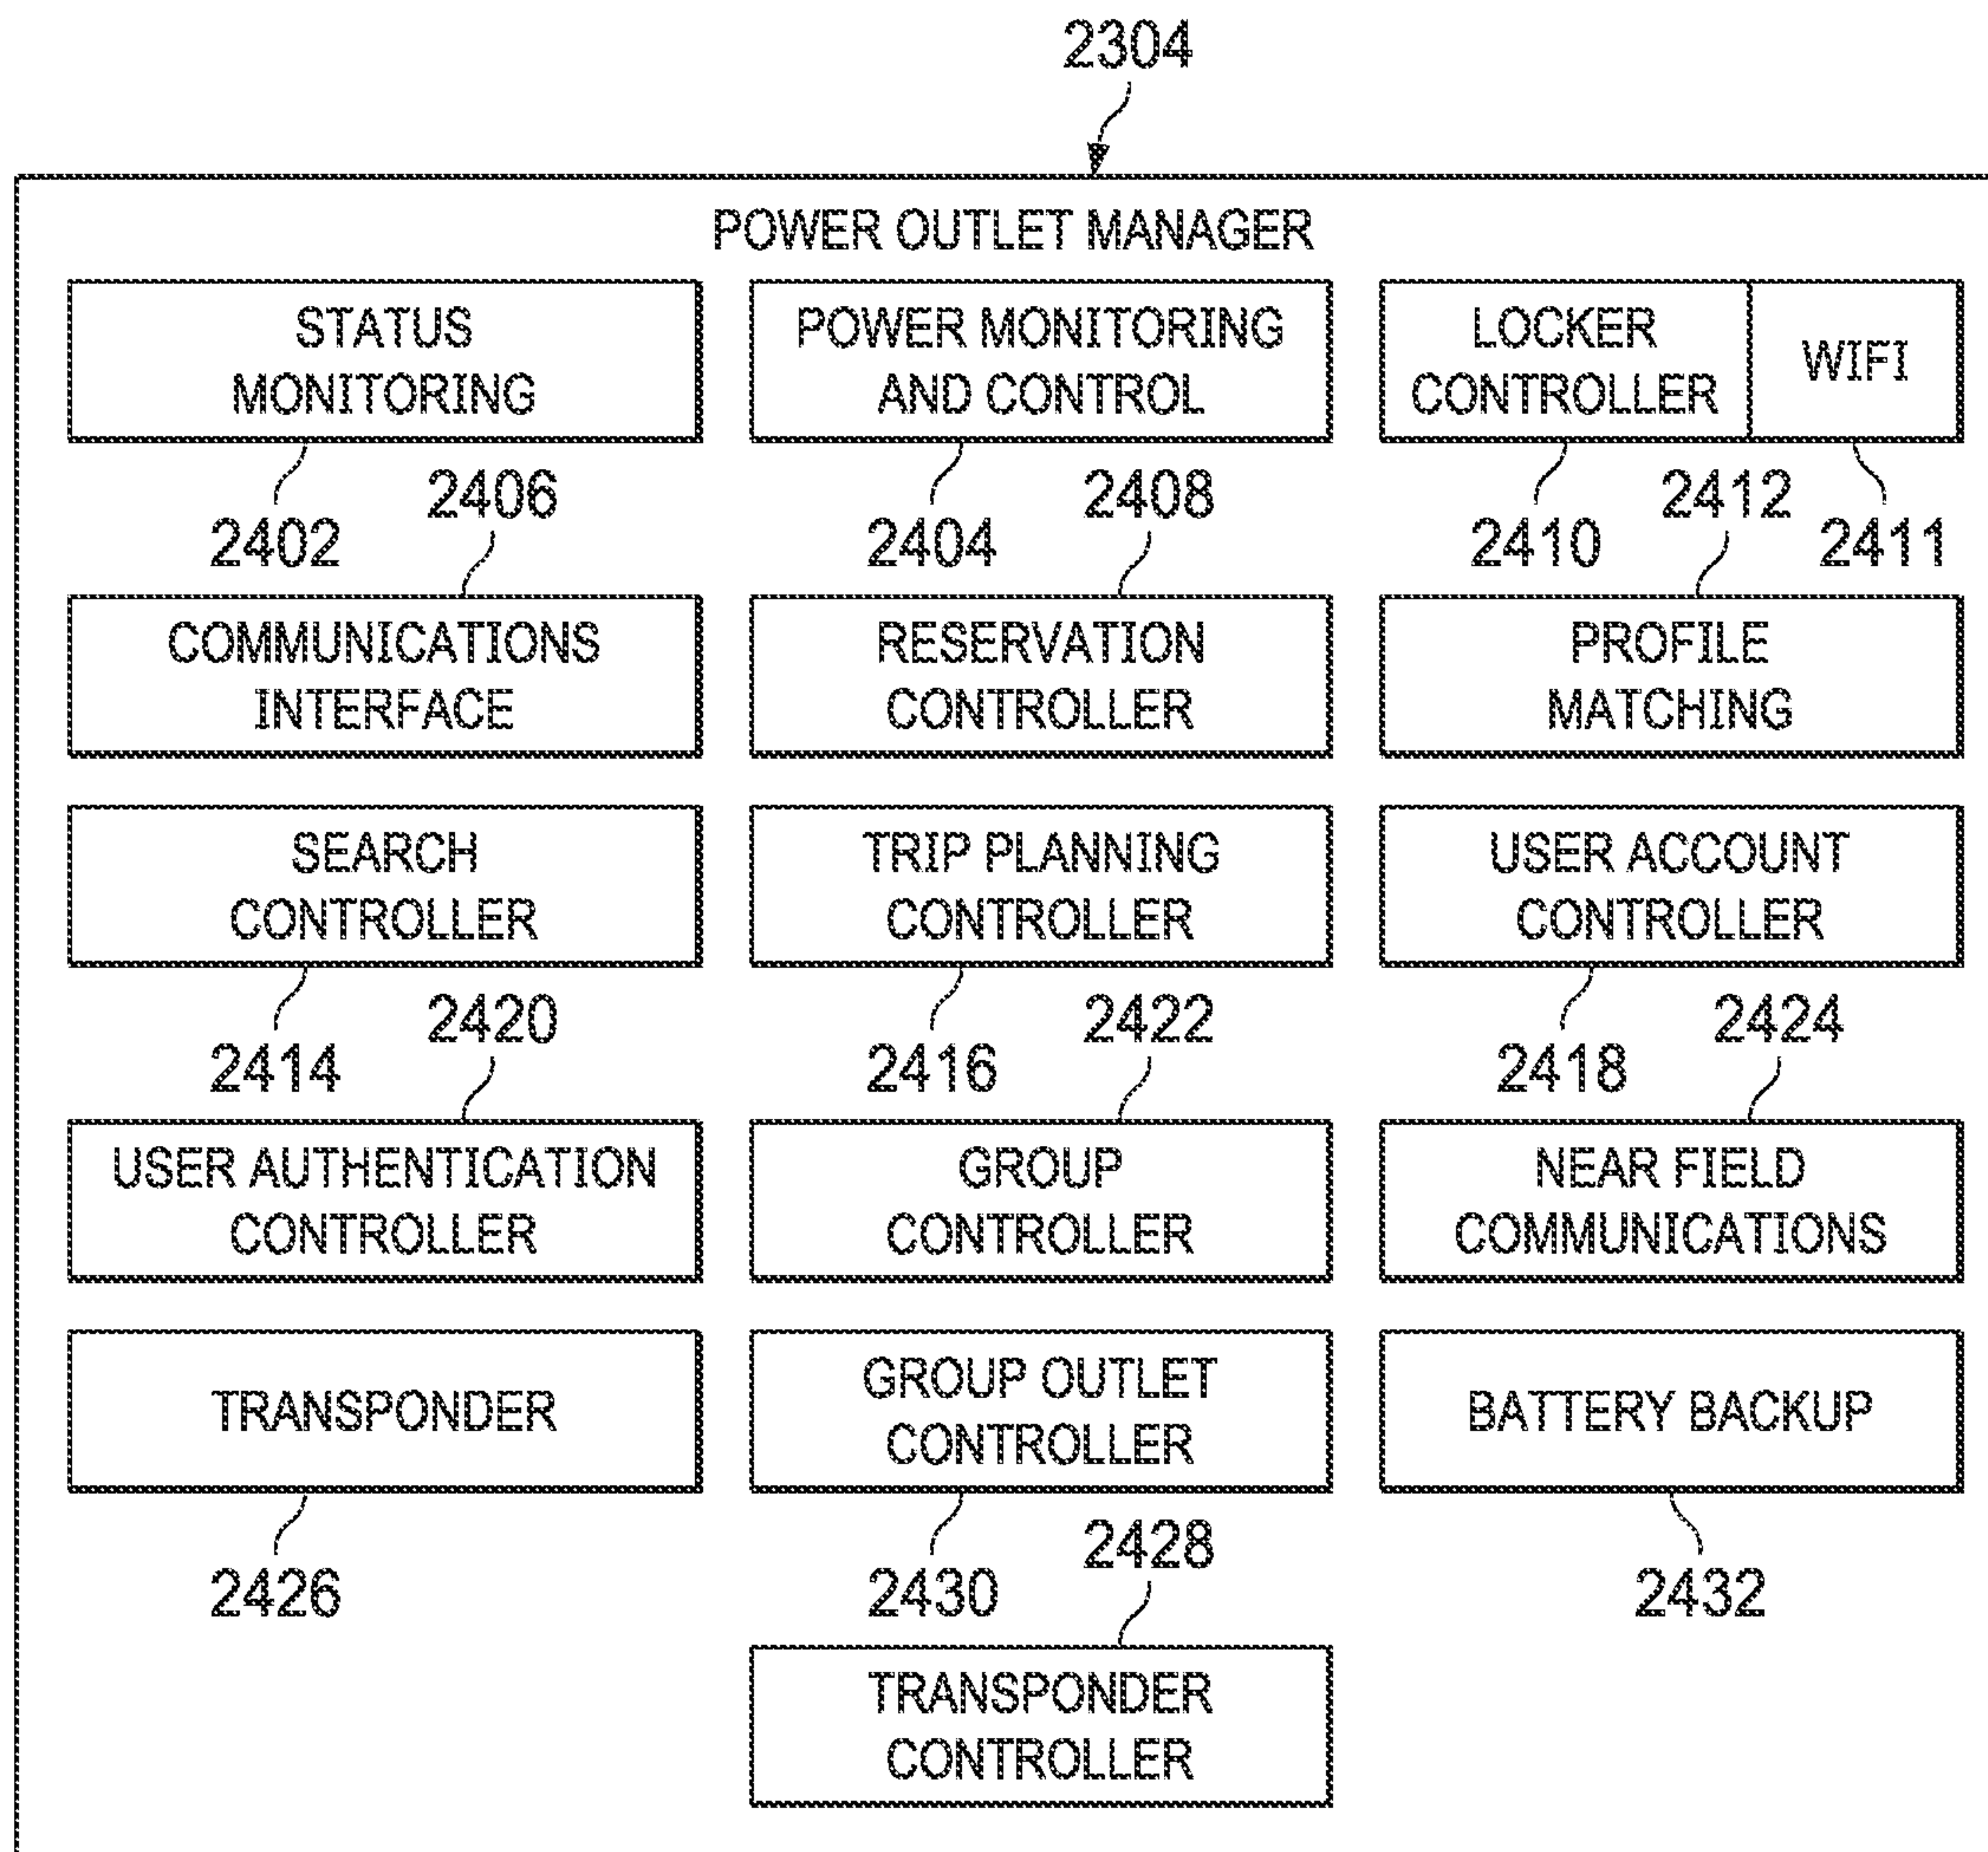 2304
POWER OUTLET MANAGER
STATUS
MONITORING
POWER MONITORING
AND CONTROL
LOCKER
CONTROLLER
WIFI
2402
2406
2404
2408
2410
2412
2411
COMMUNICATIONS
INTERFACE
RESERVATION
CONTROLLER
PROFILE
MATCHING
SEARCH
CONTROLLER
TRIP PLANNING
CONTROLLER
USER ACCOUNT
CONTROLLER
2414
2420
2416
2422
2418
2424
USER AUTHENTICATION
CONTROLLER
GROUP
CONTROLLER
NEAR FIELD
COMMUNICATIONS
TRANSPONDER
GROUP OUTLET
CONTROLLER
BATTERY BACKUP
2426
2430
2428
2432
TRANSPONDER
CONTROLLER